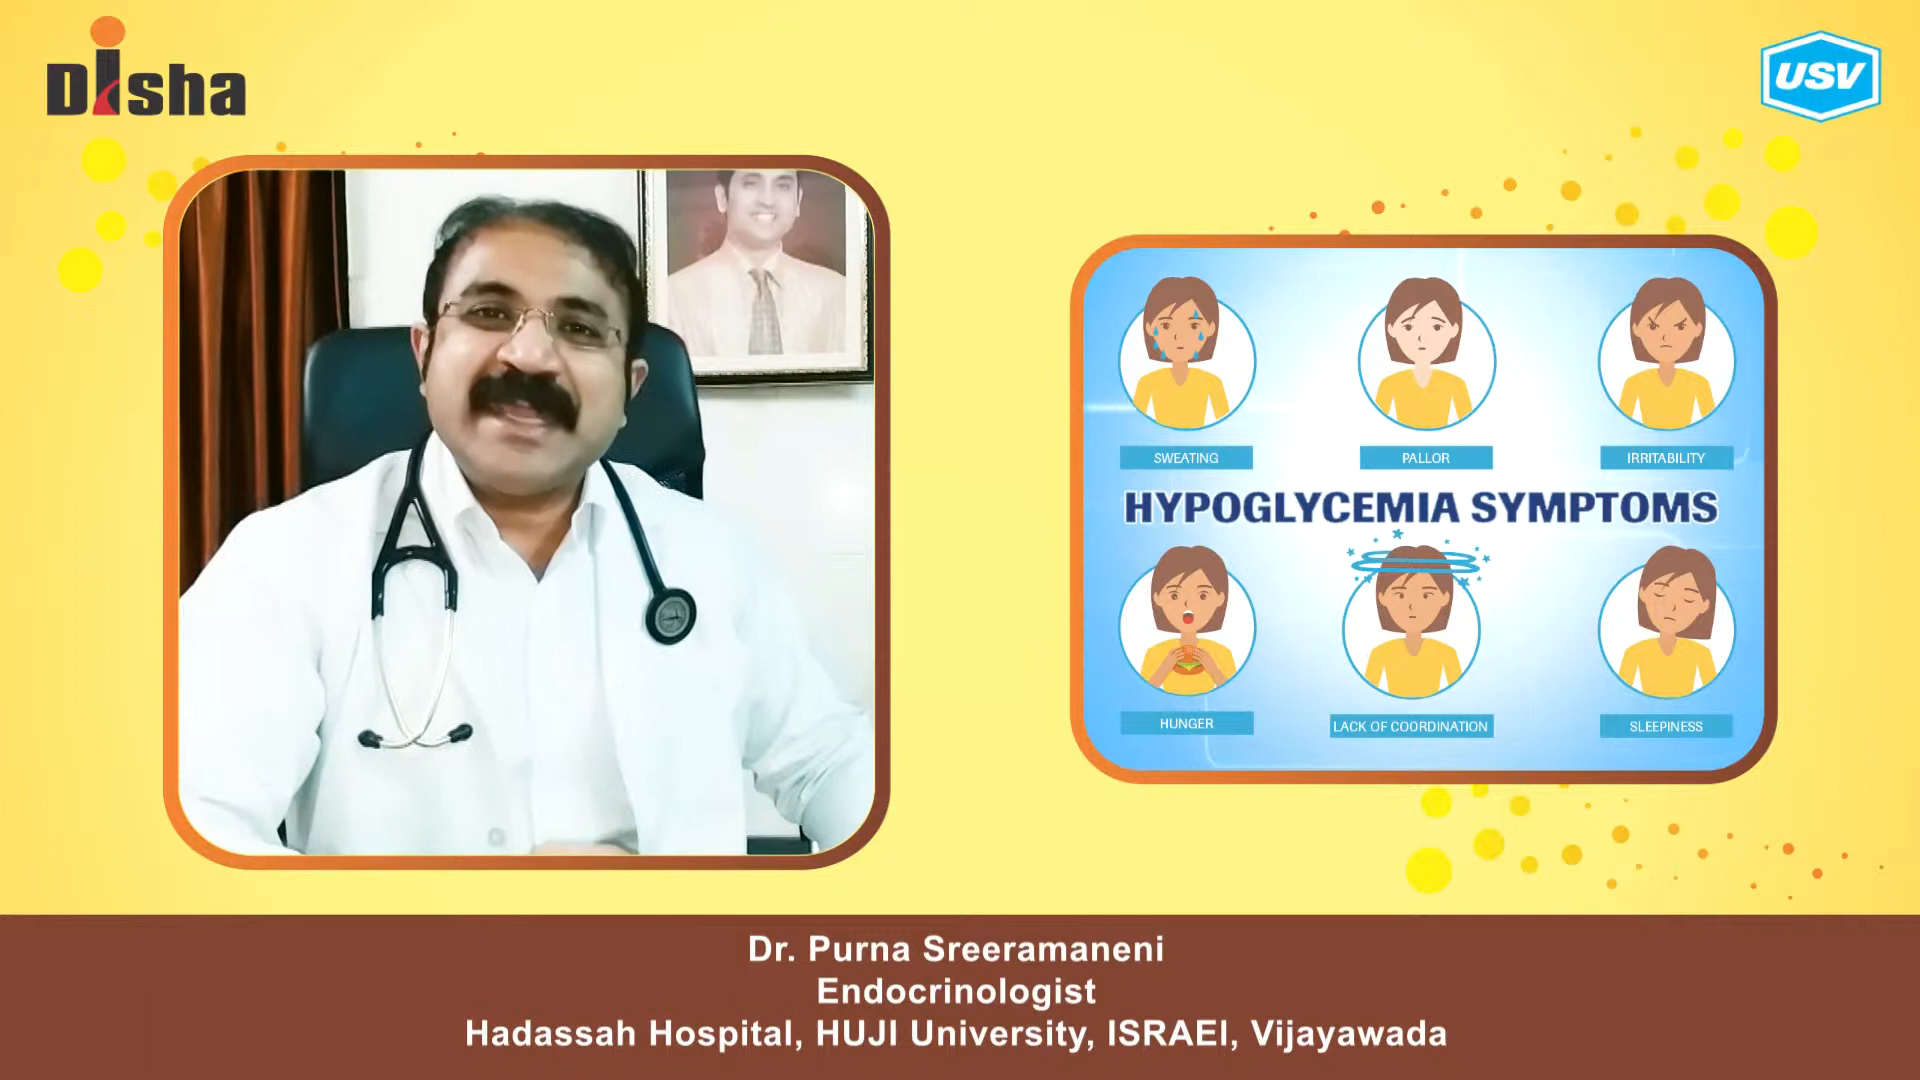 Disha
USV
SWEATING
PALLOR
IRRITABILITY
HYPOGLYCEMIA SYMPTOMS
HUNGER
LACK OF COORDINATION
SLEEPINESS
Dr. Purna Sreeramaneni
Endocrinologist
Hadassah Hospital, HUJI University, ISRAEI, Vijayawada